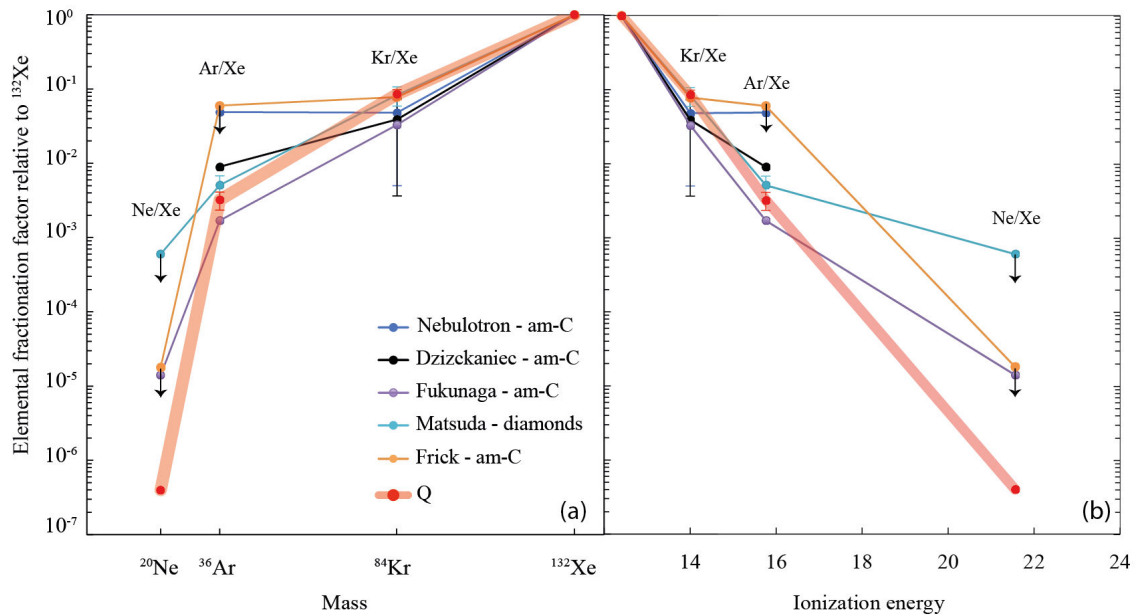 Elemental fractionation factor relative to ¹³²Xe
10⁰
10⁻¹
10⁻²
10⁻³
10⁻⁴
10⁻⁵
10⁻⁶
10⁻⁷
Ar/Xe
Kr/Xe
Ne/Xe
Nebulotron - am-C
Dzizckaniec - am-C
Fukunaga - am-C
Matsuda - diamonds
Frick - am-C
Q
(a)
²⁰Ne ³⁶Ar ⁸⁴Kr ¹³²Xe
Mass
Kr/Xe
Ar/Xe
Ne/Xe
(b)
14 16 18 20 22 24
Ionization energy